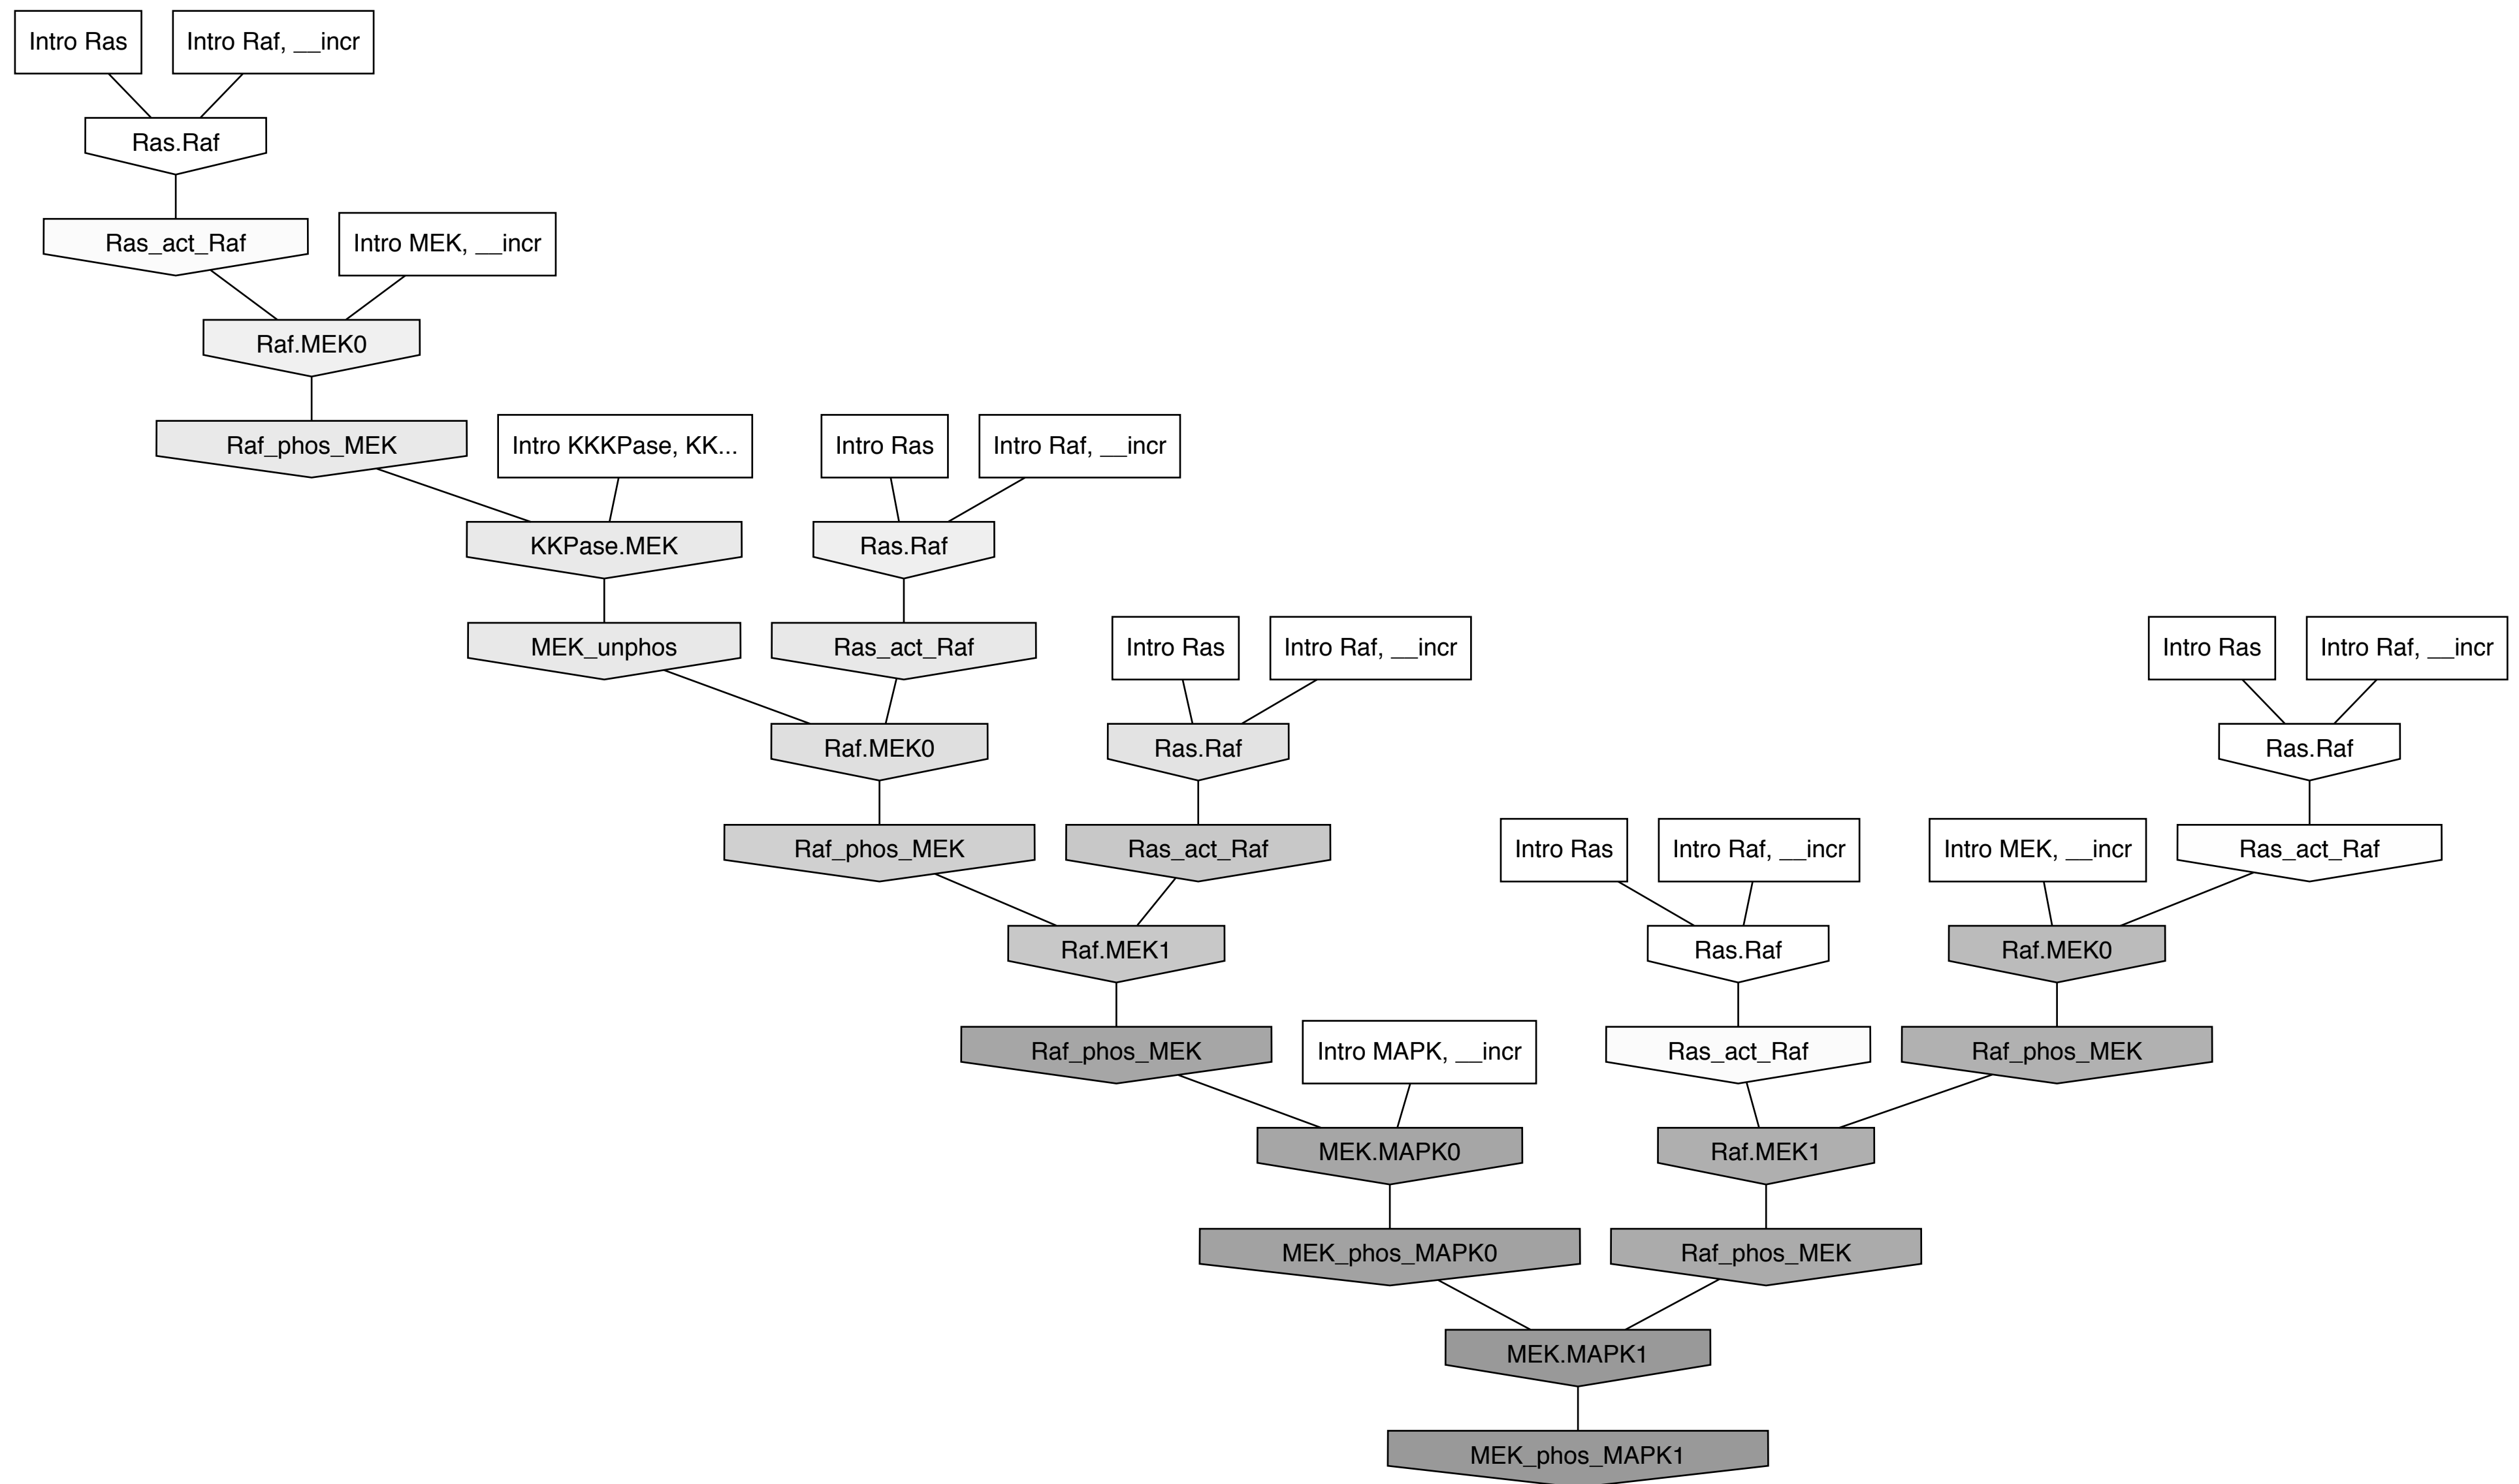 Intro Ras
Intro Raf, __incr
Ras.Raf
Ras_act_Raf
Intro MEK, __incr
Raf.MEK0
Raf_phos_MEK
Intro KKKPase, KK...
Intro Ras
Intro Raf, __incr
KKPase.MEK
Ras.Raf
MEK_unphos
Ras_act_Raf
Intro Ras
Intro Raf, __incr
Intro Ras
Intro Raf, __incr
Raf.MEK0
Ras.Raf
Ras.Raf
Raf_phos_MEK
Ras_act_Raf
Intro Ras
Intro Raf, __incr
Intro MEK, __incr
Ras_act_Raf
Raf.MEK1
Ras.Raf
Raf.MEK0
Raf_phos_MEK
Intro MAPK, __incr
Ras_act_Raf
Raf_phos_MEK
MEK.MAPK0
Raf.MEK1
MEK_phos_MAPK0
Raf_phos_MEK
MEK.MAPK1
MEK_phos_MAPK1